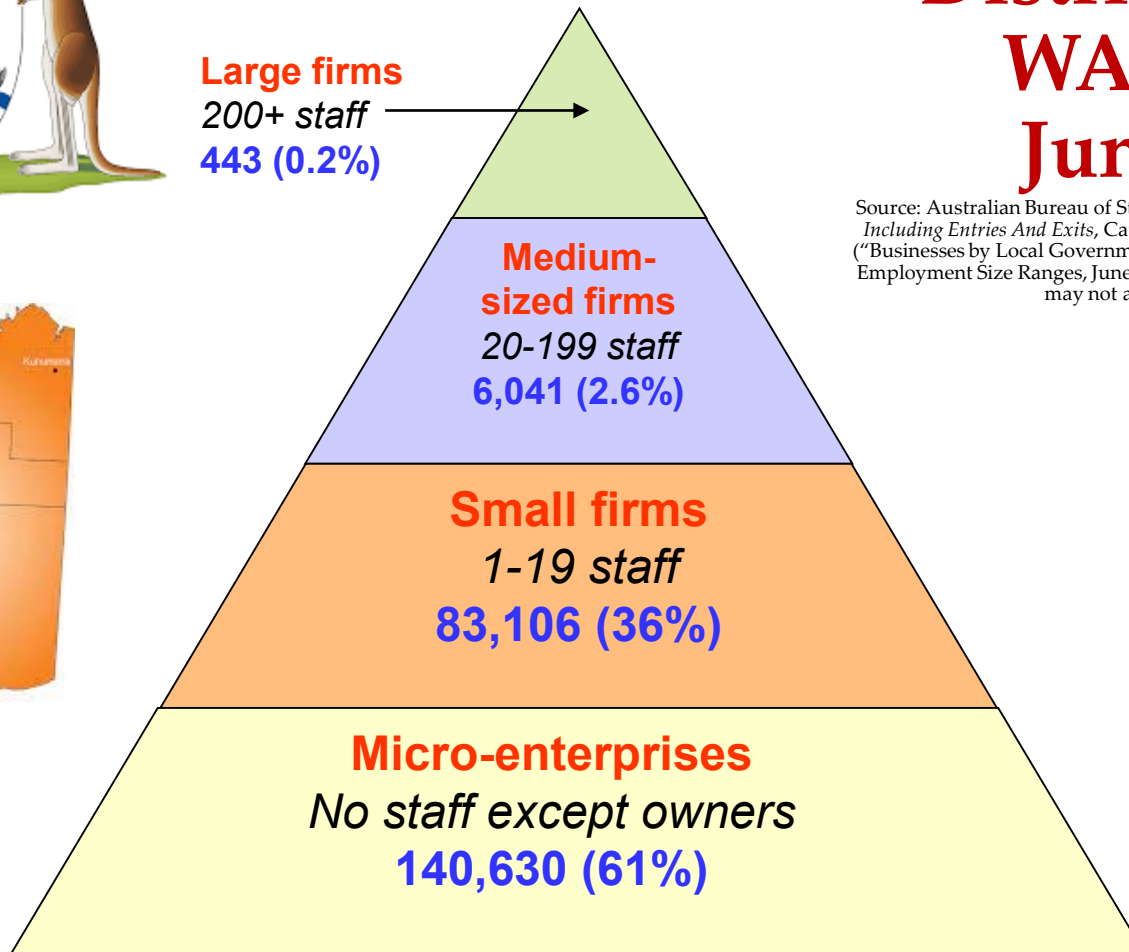 Large firms
200+ staff
443 (0.2%)
WA
Source: Australian Bureau of
Including Entries And Exits,
("Businesses by Local
Employment Size Ranges, June
may not
Medium-
sized firms
20-199 staff
6,041 (2.6%)
Kununurra
Small firms
1-19 staff
83,106 (36%)
Micro-enterprises
No staff except owners
140,630 (61%)